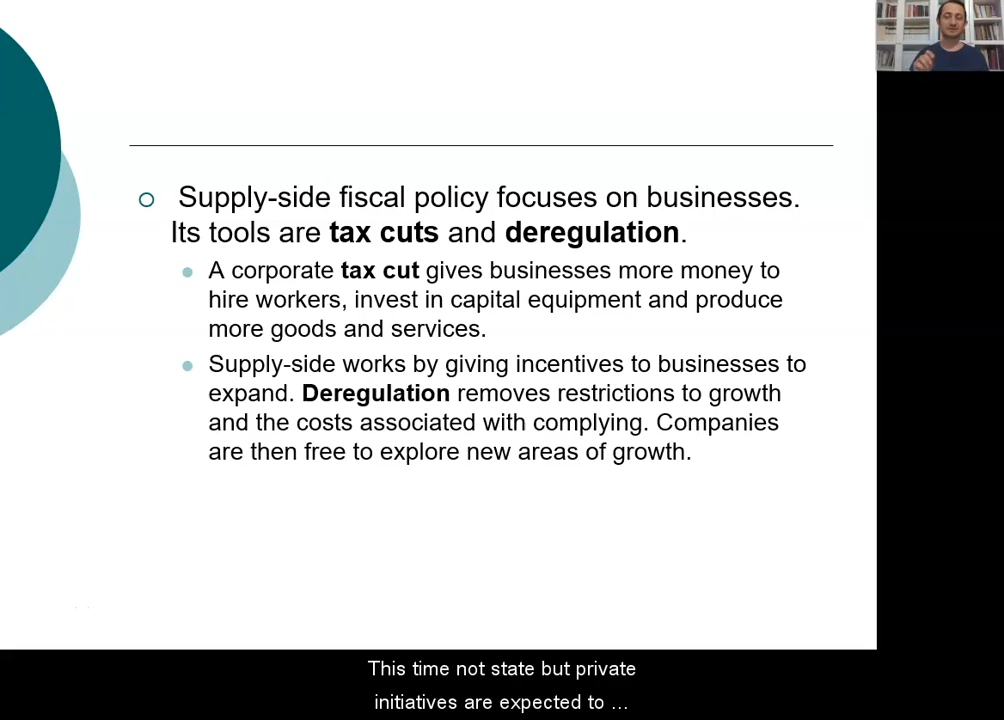 Supply-side fiscal policy focuses on businesses.
Its tools are tax cuts and deregulation.
A corporate tax cut gives businesses more money to
hire workers, invest in capital equipment and produce
more goods and services.
Supply-side works by giving incentives to businesses to
expand. Deregulation removes restrictions to growth
and the costs associated with complying. Companies
are then free to explore new areas of growth.
This time not state but private
initiatives are expected to ...